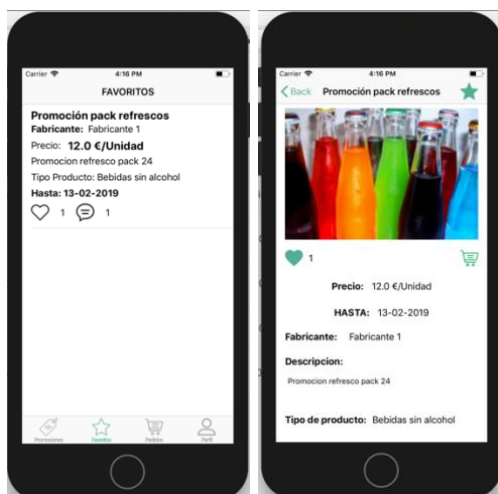 Carrier 4:16 PM
FAVORITOS
Promoción pack refrescos
Fabricante: Fabricante 1
Precio: 12.0 €/Unidad
Promocion refresco pack 24
Tipo Producto: Bebidas sin alcohol
Hasta: 13-02-2019
1 1
Promociones Favoritos Pedidos Perfil
Carrier 4:16 PM
Back Promoción pack refrescos
1
Precio: 12.0 €/Unidad
HASTA: 13-02-2019
Fabricante: Fabricante 1
Descripcion:
Promocion refresco pack 24
Tipo de producto: Bebidas sin alcohol